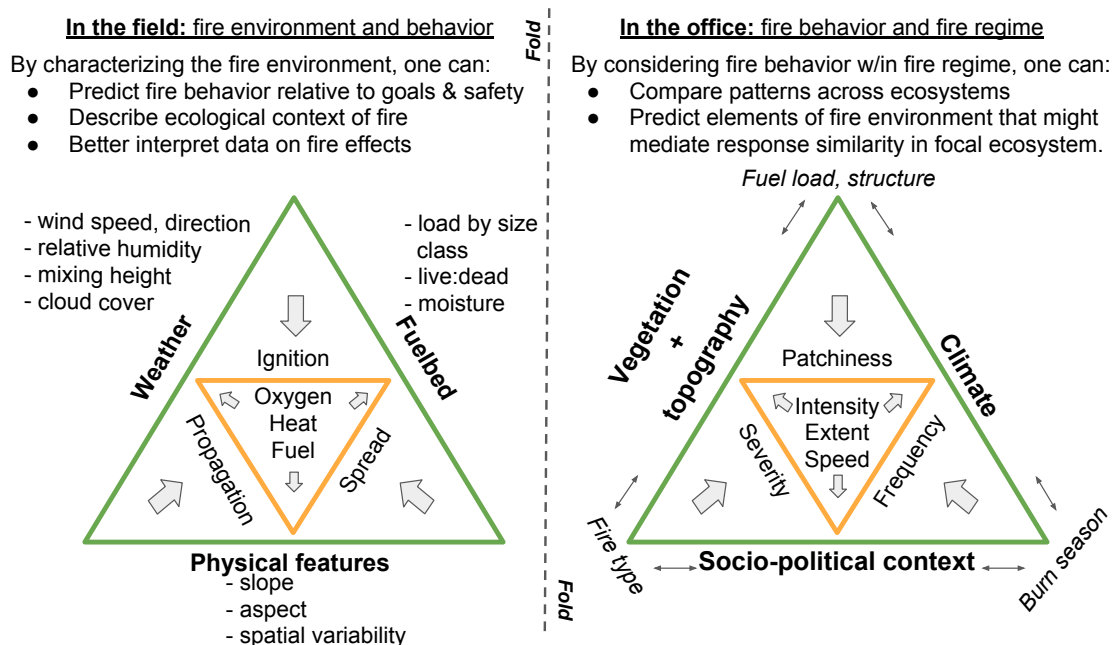 In the field: fire environment and behavior
By characterizing the fire environment, one can:
● Predict fire behavior relative to goals & safety
● Describe ecological context of fire
● Better interpret data on fire effects
- wind speed, direction
- relative humidity
- mixing height
- cloud cover
- load by size
class
- live:dead
- moisture
Weather
Fuelbed
Ignition
Oxygen
Heat
Fuel
Propagation
Spread
Physical features
- slope
- aspect
- spatial variability
Fold
Fold
In the office: fire behavior and fire regime
By considering fire behavior w/in fire regime, one can:
● Compare patterns across ecosystems
● Predict elements of fire environment that might
mediate response similarity in focal ecosystem.
Fuel load, structure
Vegetation
+
topography
Climate
Patchiness
Intensity
Extent
Speed
Severity
Frequency
Fire type
Socio-political context
Burn season